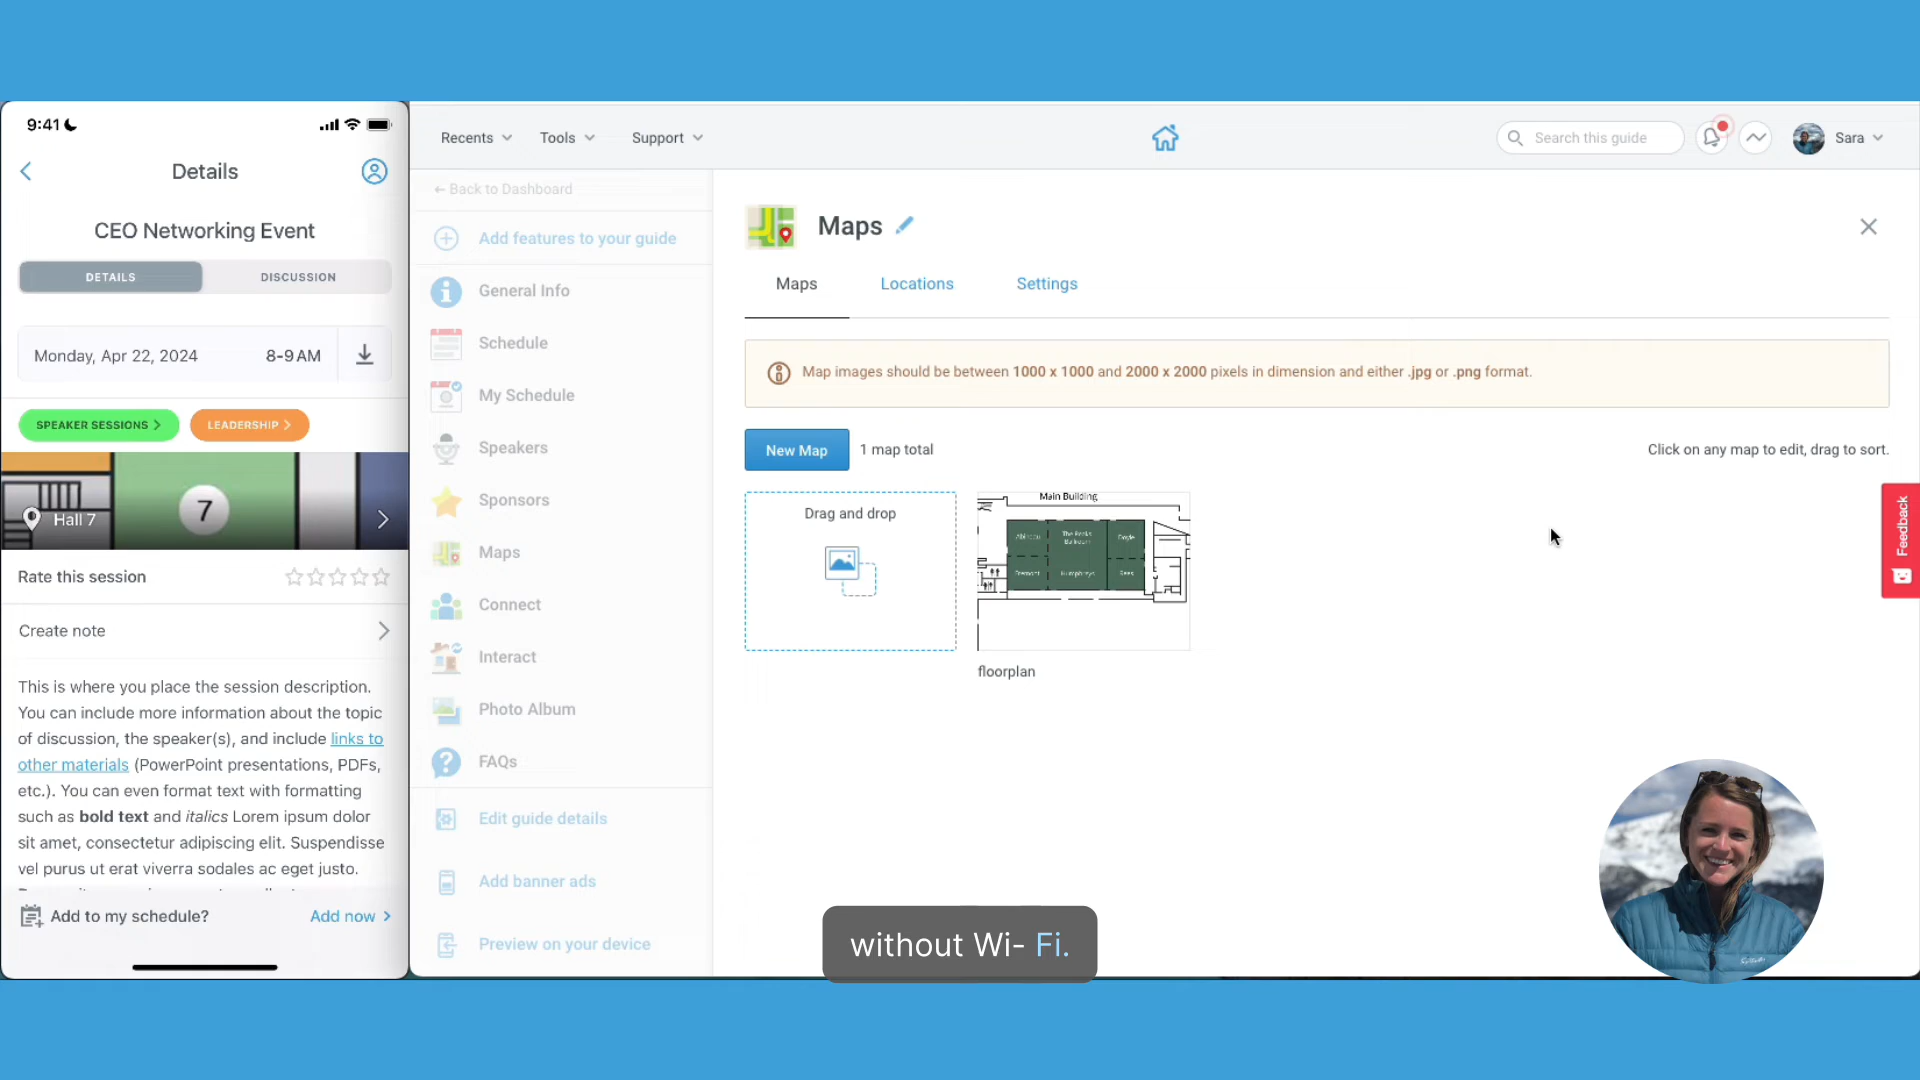 9:41
Details
CEO Networking Event
DETAILS
DISCUSSION
Monday, Apr 22, 2024
8-9 AM
SPEAKER SESSIONS
LEADERSHIP
7
Hall 7
Rate this session
Create note
This is where you place the session description.
You can include more information about the topic
of discussion, the speaker(s), and include links to
other materials (PowerPoint presentations, PDFs,
etc.). You can even format text with formatting
such as bold text and italics Lorem ipsum dolor
sit amet, consectetur adipiscing elit. Suspendisse
vel purus ut erat viverra sodales ac eget justo.
Add to my schedule?
Add now
Recents
Tools
Support
Search this guide
Sara
← Back to Dashboard
Add features to your guide
General Info
Schedule
My Schedule
Speakers
Sponsors
Maps
Connect
Interact
Photo Album
FAQs
Edit guide details
Add banner ads
Preview on your device
Maps
Maps
Locations
Settings
Map images should be between 1000 x 1000 and 2000 x 2000 pixels in dimension and either .jpg or .png format.
New Map
1 map total
Click on any map to edit, drag to sort.
Drag and drop
Main Building
Doyle
Fremont
Humphreys
Rees
floorplan
Feedback
without Wi- Fi.